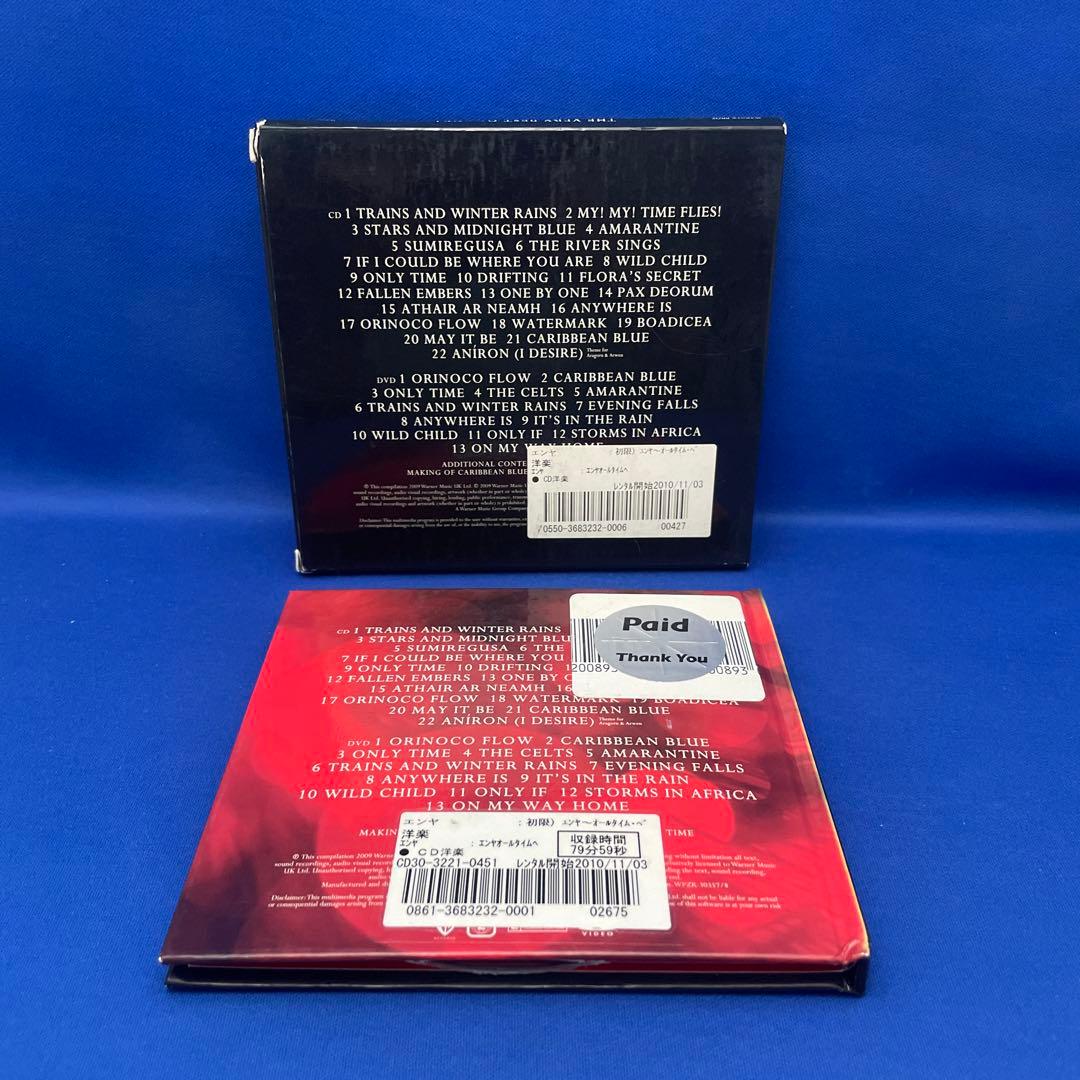 CD 1 TRAINS AND WINTER RAINS 2 MY! MY! TIME FLIES!
3 STARS AND MIDNIGHT BLUE 4 AMARANTINE
5 SUMIREGUSA 6 THE RIVER SINGS
7 IF I COULD BE WHERE YOU ARE 8 WILD CHILD
9 ONLY TIME 10 DRIFTING 11 FLORA'S SECRET
12 FALLEN EMBERS 13 ONE BY ONE 14 PAX DEORUM
15 ATHAIR AR NEAMH 16 ANYWHERE IS
17 ORINOCO FLOW 18 WATERMARK 19 BOADICEA
20 MAY IT BE 21 CARIBBEAN BLUE
22 ANÍRON (I DESIRE) Theme for Aragorn & Arwen
DVD 1 ORINOCO FLOW 2 CARIBBEAN BLUE
3 ONLY TIME 4 THE CELTS 5 AMARANTINE
6 TRAINS AND WINTER RAINS 7 EVENING FALLS
8 ANYWHERE IS 9 IT'S IN THE RAIN
10 WILD CHILD 11 ONLY IF 12 STORMS IN AFRICA
13 ON MY WAY HOME
ADDITIONAL
MAKING OF CARIBBEAN BLUE
エンヤ :初限) エンヤ~オールタイム・ベ
洋楽
エンヤ : エンヤオールタイムベ
● CD洋楽
レンタル開始2010/11/03
70550-3683232-0006 00427
CD 1 TRAINS AND WINTER RAINS
3 STARS AND MIDNIGHT BLU
5 SUMIREGUSA 6 THE
7 IF I COULD BE WHERE YOU
9 ONLY TIME 10 DRIFTING
12 FALLEN EMBERS 13 ONE BY
15 ATHAIR AR NEAMH 16
17 ORINOCO FLOW 18 WATERMARK 19 BOADICEA
20 MAY IT BE 21 CARIBBEAN BLUE
22 ANÍRON (I DESIRE) Theme for Aragorn & Arwen
Paid
Thank You
DVD 1 ORINOCO FLOW 2 CARIBBEAN BLUE
3 ONLY TIME 4 THE CELTS 5 AMARANTINE
6 TRAINS AND WINTER RAINS 7 EVENING FALLS
8 ANYWHERE IS 9 IT'S IN THE RAIN
10 WILD CHILD 11 ONLY IF 12 STORMS IN AFRICA
13 ON MY WAY HOME
TIME
エンヤ :初限) エンヤ~オールタイム・ベ
洋楽
エンヤ : エンヤオールタイムベ
● CD洋楽
収録時間
79分59秒
CD30-3221-0451 レンタル開始2010/11/03
0861-3683232-0001 02675
VIDEO